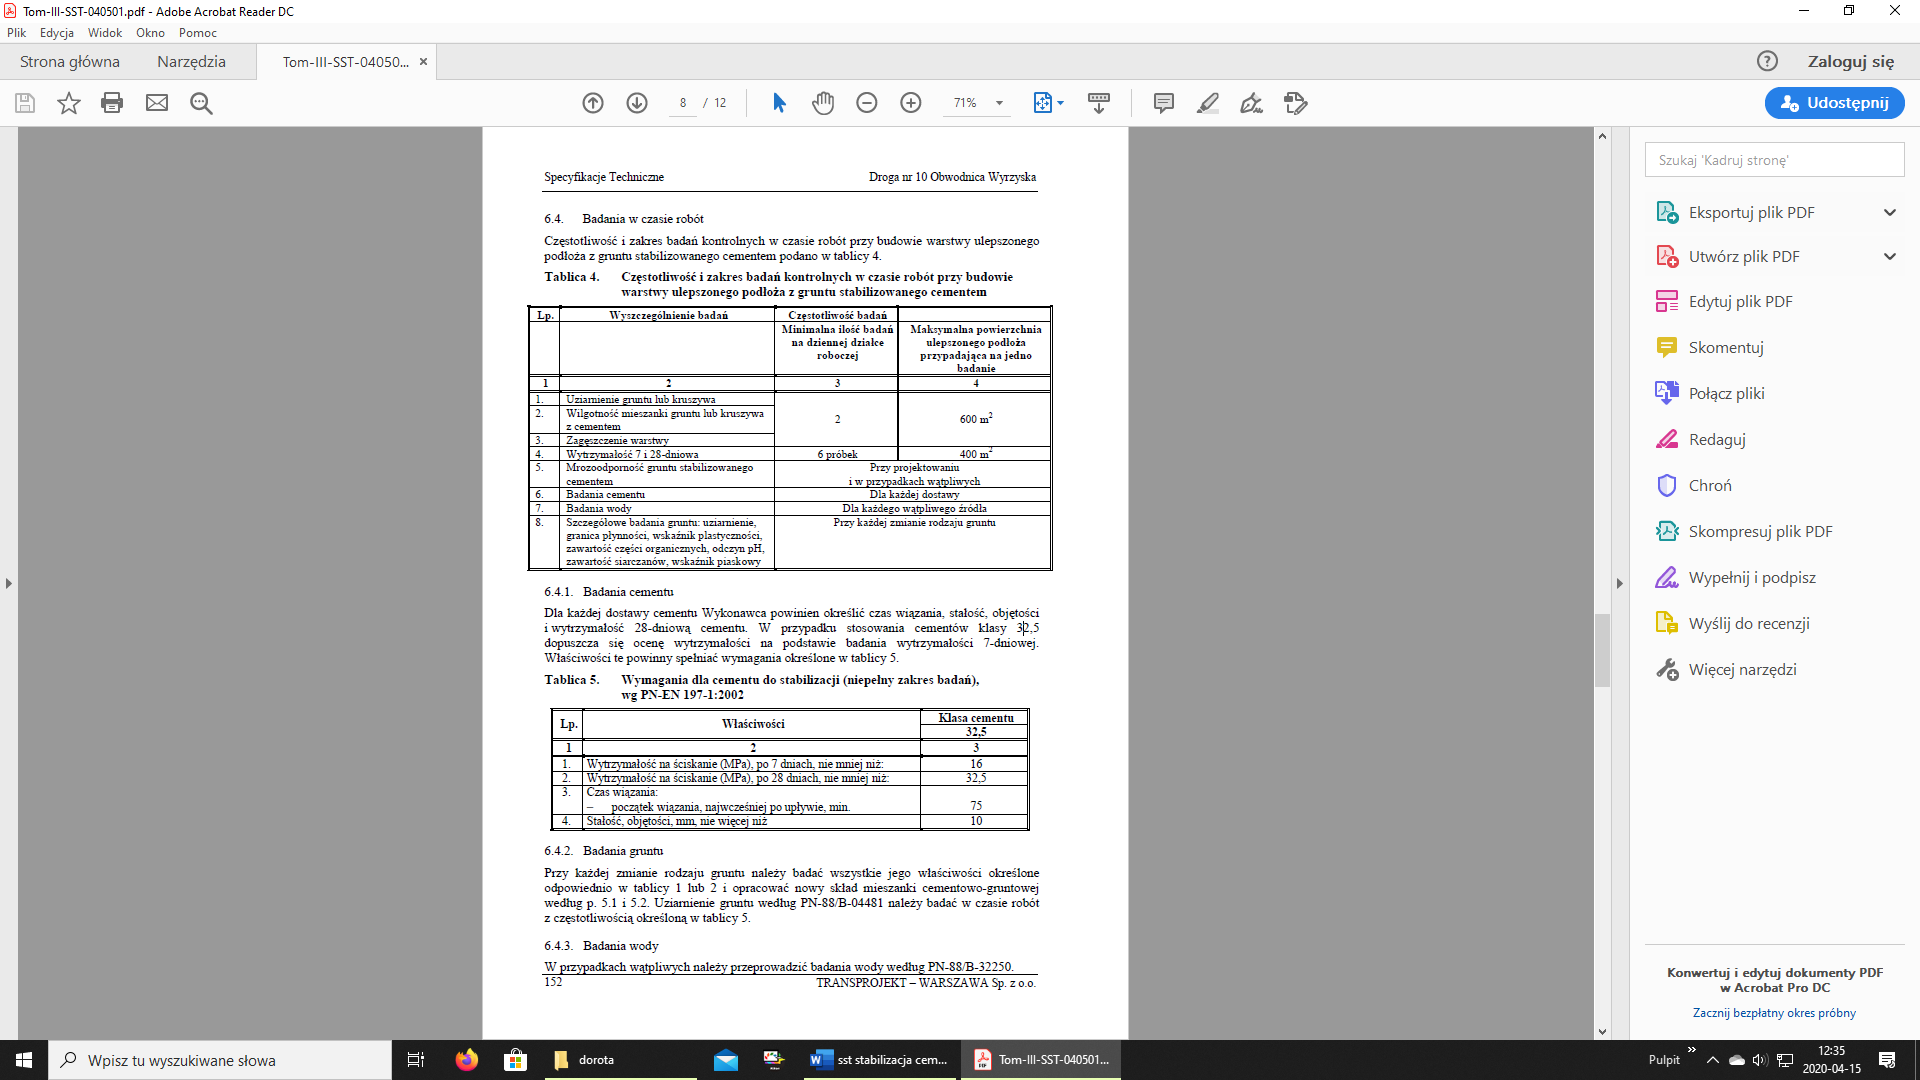 Tom-III-SST-040501.pdf - Adobe Acrobat Reader DC
Plik Edycja Widok Okno Pomoc
Strona główna Narzędzia Tom-III-SST-04050... × Zaloguj się
8 / 12 71% Udostępnij
Specyfikacje Techniczne Droga nr 10 Obwodnica Wyrzyska
6.4. Badania w czasie robót
Częstotliwość i zakres badań kontrolnych w czasie robót przy budowie warstwy ulepszonego
podłoża z gruntu stabilizowanego cementem podano w tablicy 4.
Tablica 4. Częstotliwość i zakres badań kontrolnych w czasie robót przy budowie
warstwy ulepszonego podłoża z gruntu stabilizowanego cementem
Lp. Wyszczególnienie badań Częstotliwość badań
Minimalna ilość badań
na dziennej działce
roboczej
Maksymalna powierzchnia
ulepszonego podłoża
przypadająca na jedno
badanie
1 2 3 4
1. Uziarnienie gruntu lub kruszywa
2. Wilgotność mieszanki gruntu lub kruszywa
z cementem
2 600 m²
3. Zagęszczenie warstwy
4. Wytrzymałość 7 i 28-dniowa 6 próbek 400 m²
5. Mrozoodporność gruntu stabilizowanego
cementem
Przy projektowaniu
i w przypadkach wątpliwych
6. Badania cementu Dla każdej dostawy
7. Badania wody Dla każdego wątpliwego źródła
8. Szczegółowe badania gruntu: uziarnienie,
granica płynności, wskaźnik plastyczności,
zawartość części organicznych, odczyn pH,
zawartość siarczanów, wskaźnik piaskowy
Przy każdej zmianie rodzaju gruntu
6.4.1. Badania cementu
Dla każdej dostawy cementu Wykonawca powinien określić czas wiązania, stałość, objętości
i wytrzymałość 28-dniową cementu. W przypadku stosowania cementów klasy 32,5
dopuszcza się ocenę wytrzymałości na podstawie badania wytrzymałości 7-dniowej.
Właściwości te powinny spełniać wymagania określone w tablicy 5.
Tablica 5. Wymagania dla cementu do stabilizacji (niepełny zakres badań),
wg PN-EN 197-1:2002
Lp. Właściwości Klasa cementu
32,5
1 2 3
1. Wytrzymałość na ściskanie (MPa), po 7 dniach, nie mniej niż: 16
2. Wytrzymałość na ściskanie (MPa), po 28 dniach, nie mniej niż: 32,5
3. Czas wiązania:
– początek wiązania, najwcześniej po upływie, min. 75
4. Stałość, objętości, mm, nie więcej niż 10
6.4.2. Badania gruntu
Przy każdej zmianie rodzaju gruntu należy badać wszystkie jego właściwości określone
odpowiednio w tablicy 1 lub 2 i opracować nowy skład mieszanki cementowo-gruntowej
według p. 5.1 i 5.2. Uziarnienie gruntu według PN-88/B-04481 należy badać w czasie robót
z częstotliwością określoną w tablicy 5.
6.4.3. Badania wody
W przypadkach wątpliwych należy przeprowadzić badania wody według PN-88/B-32250.
152 TRANSPROJEKT – WARSZAWA Sp. z o.o.
Szukaj 'Kadruj stronę'
Eksportuj plik PDF
Utwórz plik PDF
Edytuj plik PDF
Skomentuj
Połącz pliki
Redaguj
Chroń
Skompresuj plik PDF
Wypełnij i podpisz
Wyślij do recenzji
Więcej narzędzi
Konwertuj i edytuj dokumenty PDF
w Acrobat Pro DC
Zacznij bezpłatny okres próbny
Wpisz tu wyszukiwane słowa dorota sst stabilizacja cem... Tom-III-SST-040501... Pulpit » 12:35
2020-04-15